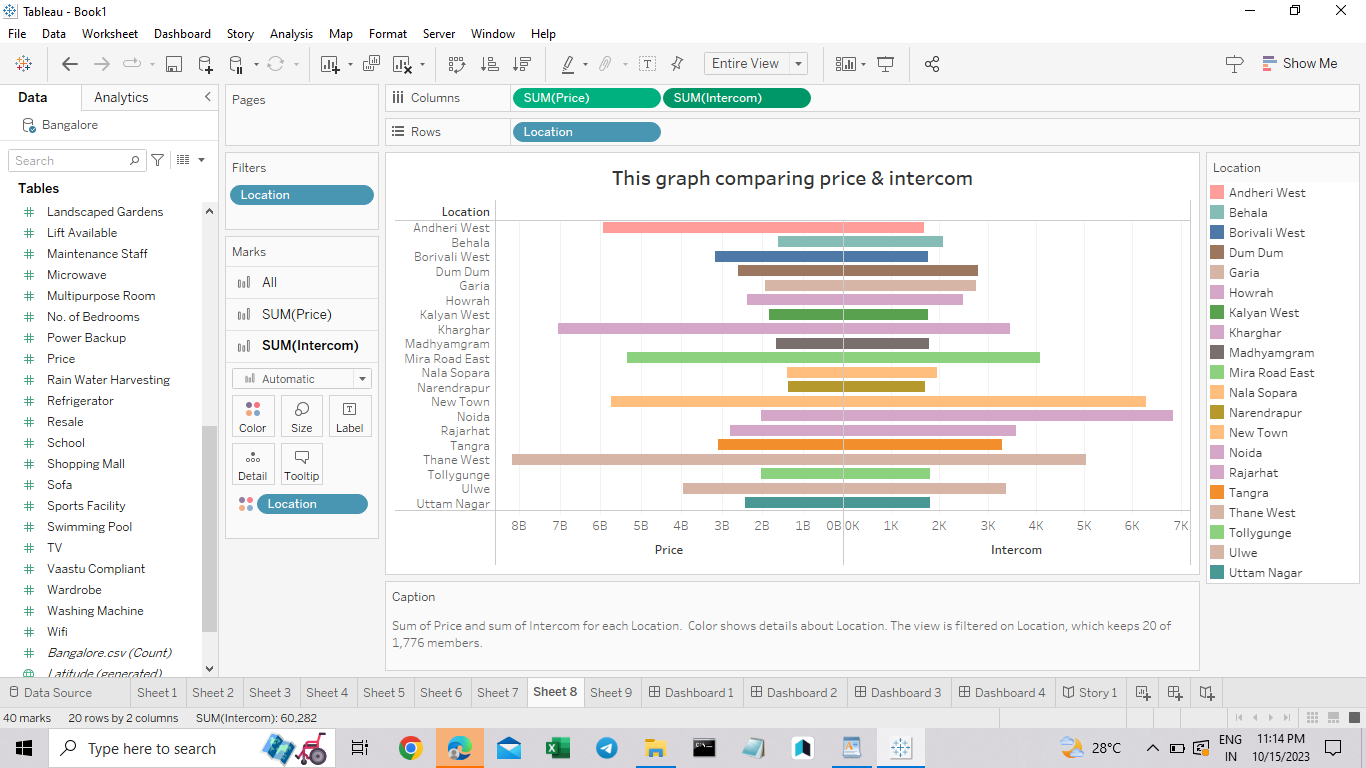 Tableau - Book1
File Data Worksheet Dashboard Story Analysis Map Format Server Window Help
Entire View
Show Me
Data Analytics
Bangalore
Search
Tables
Landscaped Gardens
Lift Available
Maintenance Staff
Microwave
Multipurpose Room
No. of Bedrooms
Power Backup
Price
Rain Water Harvesting
Refrigerator
Resale
School
Shopping Mall
Sofa
Sports Facility
Swimming Pool
TV
Vaastu Compliant
Wardrobe
Washing Machine
Wifi
Bangalore.csv (Count)
Latitude (generated)
Pages
Filters
Location
Marks
All
SUM(Price)
SUM(Intercom)
Automatic
Color Size Label
Detail Tooltip
Location
Columns SUM(Price) SUM(Intercom)
Rows Location
This graph comparing price & intercom
Location
Andheri West
Behala
Borivali West
Dum Dum
Garia
Howrah
Kalyan West
Kharghar
Madhyamgram
Mira Road East
Nala Sopara
Narendrapur
New Town
Noida
Rajarhat
Tangra
Thane West
Tollygunge
Ulwe
Uttam Nagar
8B 7B 6B 5B 4B 3B 2B 1B 0B 0K 1K 2K 3K 4K 5K 6K 7K
Price Intercom
Caption
Sum of Price and sum of Intercom for each Location. Color shows details about Location. The view is filtered on Location, which keeps 20 of
1,776 members.
Location
Andheri West
Behala
Borivali West
Dum Dum
Garia
Howrah
Kalyan West
Kharghar
Madhyamgram
Mira Road East
Nala Sopara
Narendrapur
New Town
Noida
Rajarhat
Tangra
Thane West
Tollygunge
Ulwe
Uttam Nagar
Data Source Sheet 1 Sheet 2 Sheet 3 Sheet 4 Sheet 5 Sheet 6 Sheet 7 Sheet 8 Sheet 9 Dashboard 1 Dashboard 2 Dashboard 3 Dashboard 4 Story 1
40 marks 20 rows by 2 columns SUM(Intercom): 60,282
Type here to search
28°C
ENG
IN
11:14 PM
10/15/2023